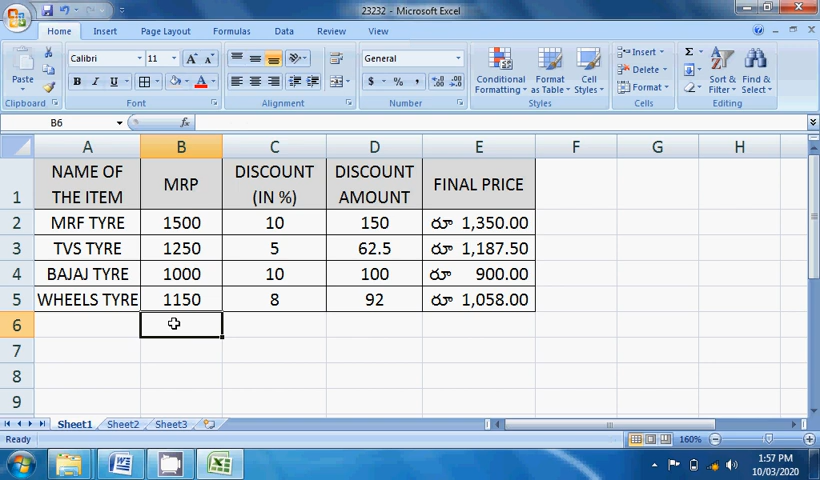 23232 - Microsoft Excel
Home Insert Page Layout Formulas Data Review View
Calibri 11 A A General Σ
Paste B I U A $ % , Conditional Formatting Format as Table Cell Styles Insert Delete Format Sort & Filter Find & Select
Clipboard Font Alignment Number Styles Cells Editing
B6 fx
A B C D E F G H
1 NAME OF THE ITEM MRP DISCOUNT (IN %) DISCOUNT AMOUNT FINAL PRICE
2 MRF TYRE 1500 10 150 రూ 1,350.00
3 TVS TYRE 1250 5 62.5 రూ 1,187.50
4 BAJAJ TYRE 1000 10 100 రూ 900.00
5 WHEELS TYRE 1150 8 92 రూ 1,058.00
6
7
8
9
Sheet1 Sheet2 Sheet3
Ready 160%
1:57 PM
10/03/2020